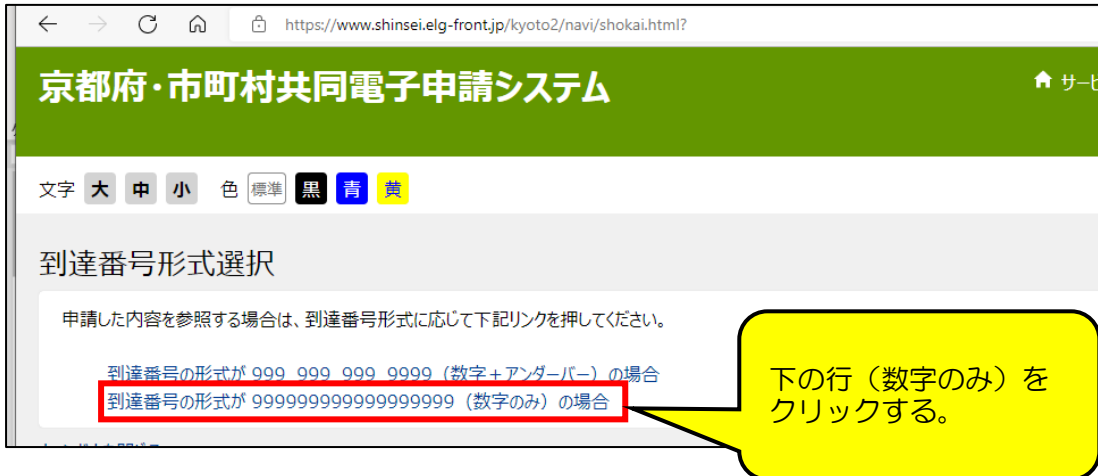 https://www.shinsei.elg-front.jp/kyoto2/navi/shokai.html?
京都府・市町村共同電子申請システム
サービ
文字 大 中 小 色 標準 黒 青 黄
到達番号形式選択
申請した内容を参照する場合は、到達番号形式に応じて下記リンクを押してください。
到達番号の形式が 999_999_999_9999（数字＋アンダーバー）の場合
到達番号の形式が 999999999999999999（数字のみ）の場合
下の行（数字のみ）を
クリックする。